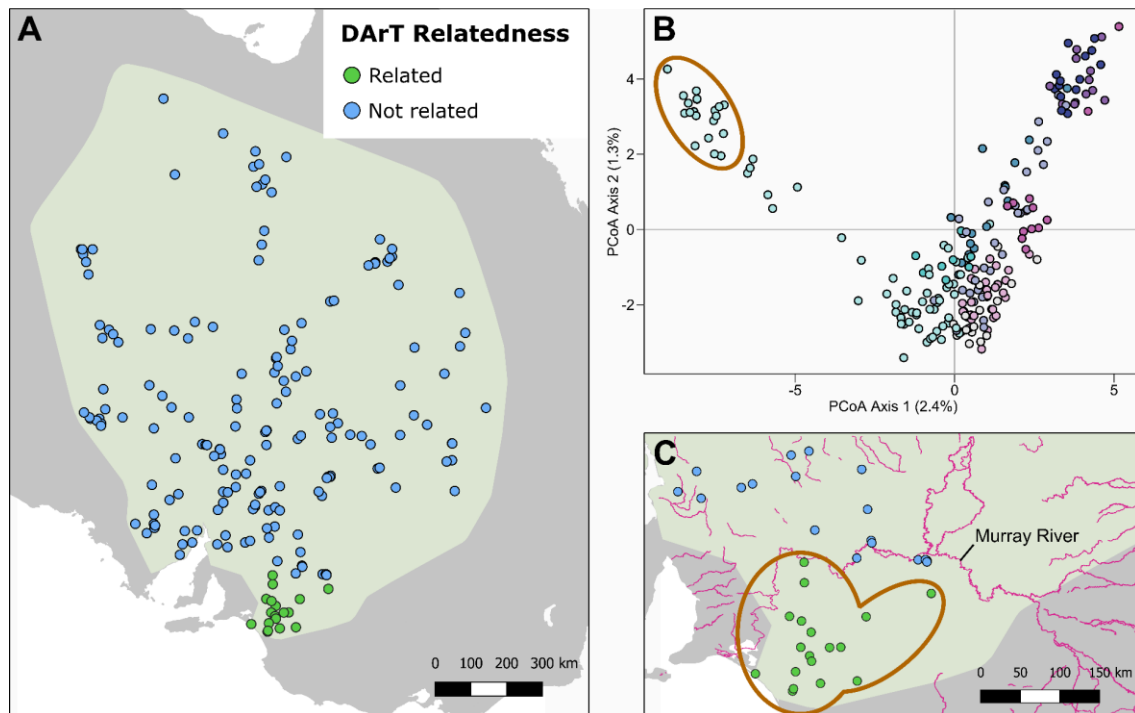 A
DArT Relatedness
Related
Not related
0 100 200 300 km
B
PCoA Axis 2 (1.3%)
4
2
0
-2
-5 0 5
PCoA Axis 1 (2.4%)
C
Murray River
0 50 100 150 km